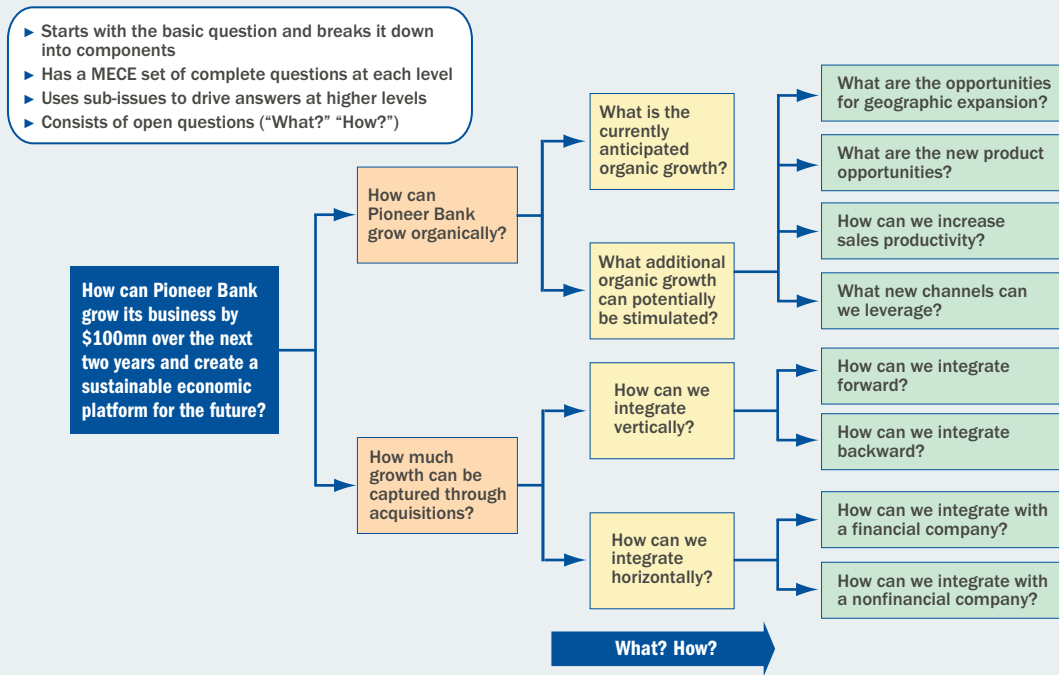 ► Starts with the basic question and breaks it down
into components
► Has a MECE set of complete questions at each level
► Uses sub-issues to drive answers at higher levels
► Consists of open questions (“What?” “How?”)
How can Pioneer Bank
grow its business by
$100mn over the next
two years and create a
sustainable economic
platform for the future?
How can
Pioneer Bank
grow organically?
How much
growth can be
captured through
acquisitions?
What is the
currently
anticipated
organic growth?
What additional
organic growth
can potentially
be stimulated?
How can we
integrate
vertically?
How can we
integrate
horizontally?
What are the opportunities
for geographic expansion?
What are the new product
opportunities?
How can we increase
sales productivity?
What new channels can
we leverage?
How can we integrate
forward?
How can we integrate
backward?
How can we integrate with
a financial company?
How can we integrate with
a nonfinancial company?
What? How?